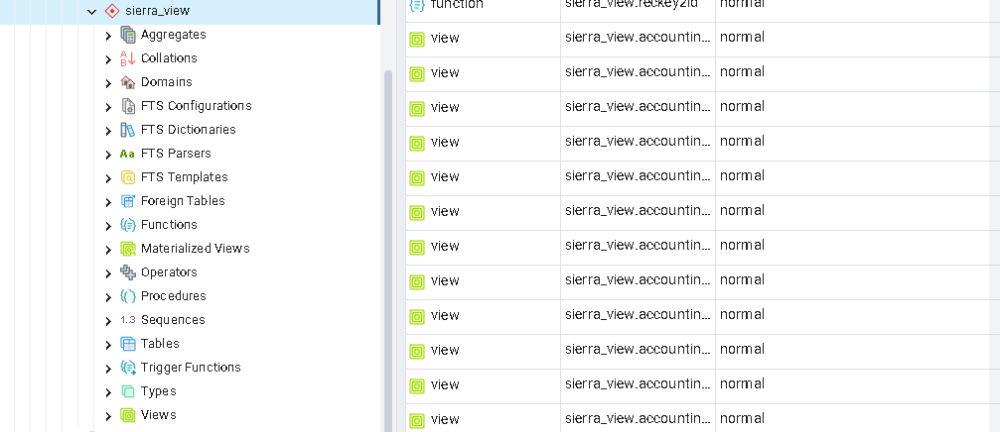 sierra_view
Aggregates
Collations
Domains
FTS Configurations
FTS Dictionaries
FTS Parsers
FTS Templates
Foreign Tables
Functions
Materialized Views
Operators
Procedures
1.3 Sequences
Tables
Trigger Functions
Types
Views
function sierra_view.reckey2id normal
view sierra_view.accountin... normal
view sierra_view.accountin... normal
view sierra_view.accountin... normal
view sierra_view.accountin... normal
view sierra_view.accountin... normal
view sierra_view.accountin... normal
view sierra_view.accountin... normal
view sierra_view.accountin... normal
view sierra_view.accountin... normal
view sierra_view.accountin... normal
view sierra_view.accountin... normal
view sierra_view.accountin... normal